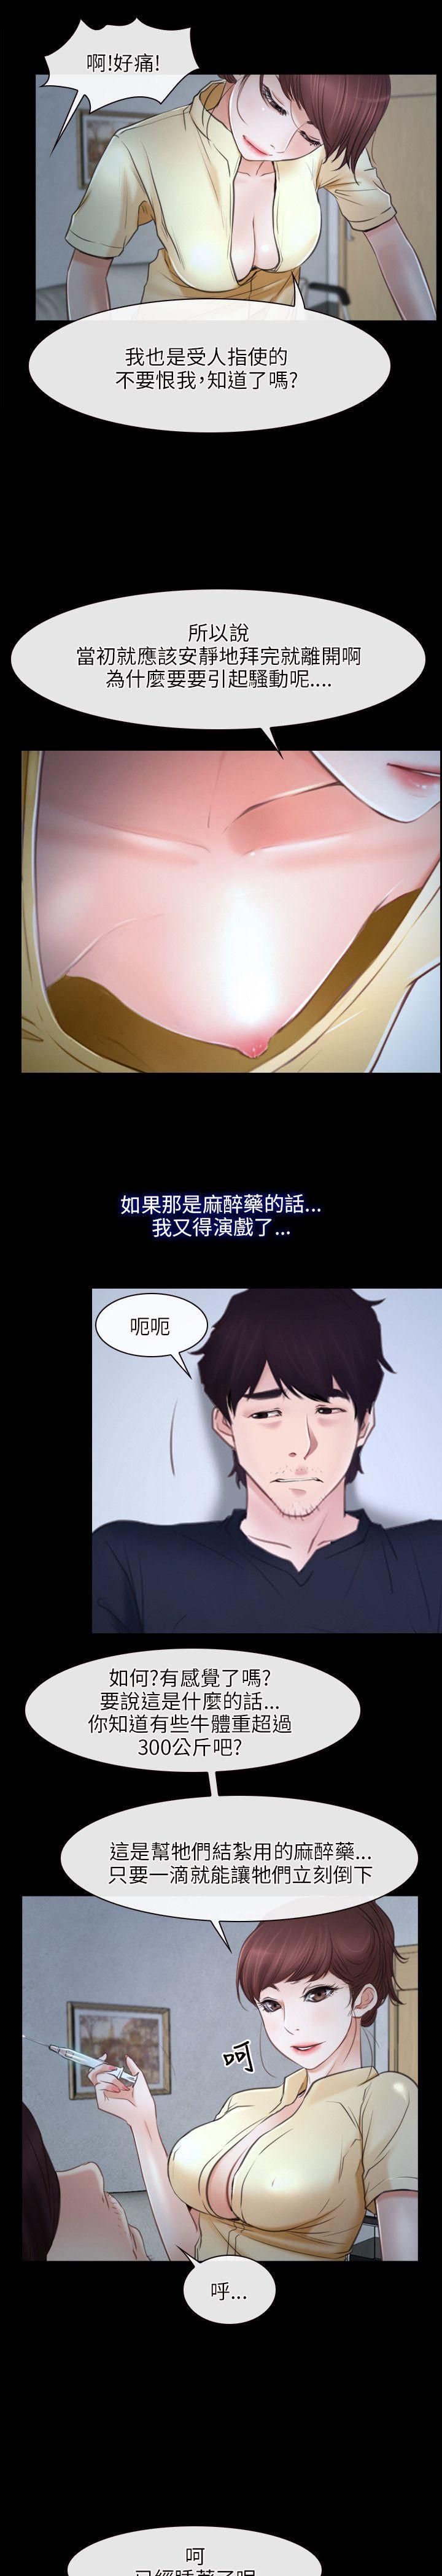 啊!好痛!
我也是受人指使的
不要恨我,知道了嗎?
所以說
當初就應該安靜地拜完就離開啊
為什麼要要引起騷動呢....
如果那是麻醉藥的話...
我又得演戲了...
呃呃
如何?有感覺了嗎?
要說這是什麼的話...
你知道有些牛體重超過
300公斤吧?
這是幫牠們結紮用的麻醉藥...
只要一滴就能讓牠們立刻倒下
呵
呼...
呵
已經睡著了呢